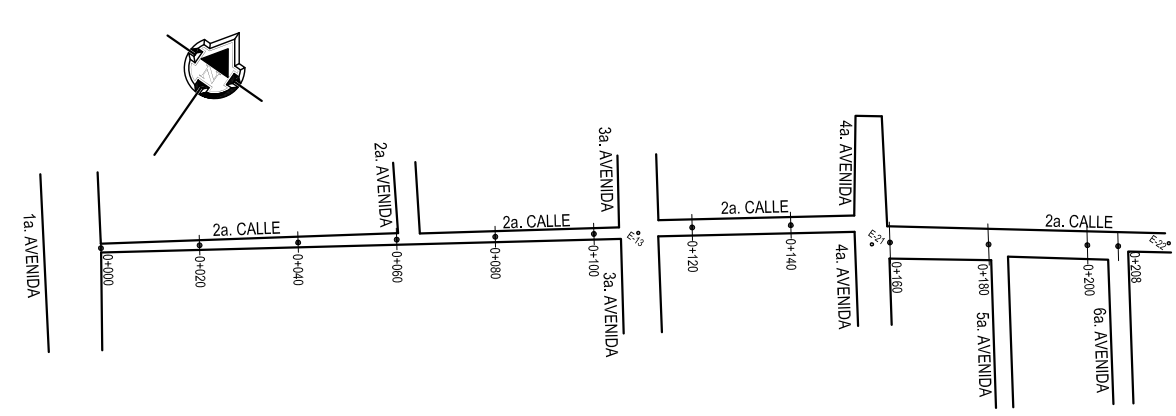 1a. AVENIDA
0+000
2a. CALLE
0+020
0+040
2a. AVENIDA
0+060
2a. CALLE
0+080
0+100
3a. AVENIDA
E-13
3a. AVENIDA
0+120
2a. CALLE
0+140
4a. AVENIDA
4a. AVENIDA
E-21
0+160
0+180
5a. AVENIDA
2a. CALLE
0+200
6a. AVENIDA
0+208
E-22